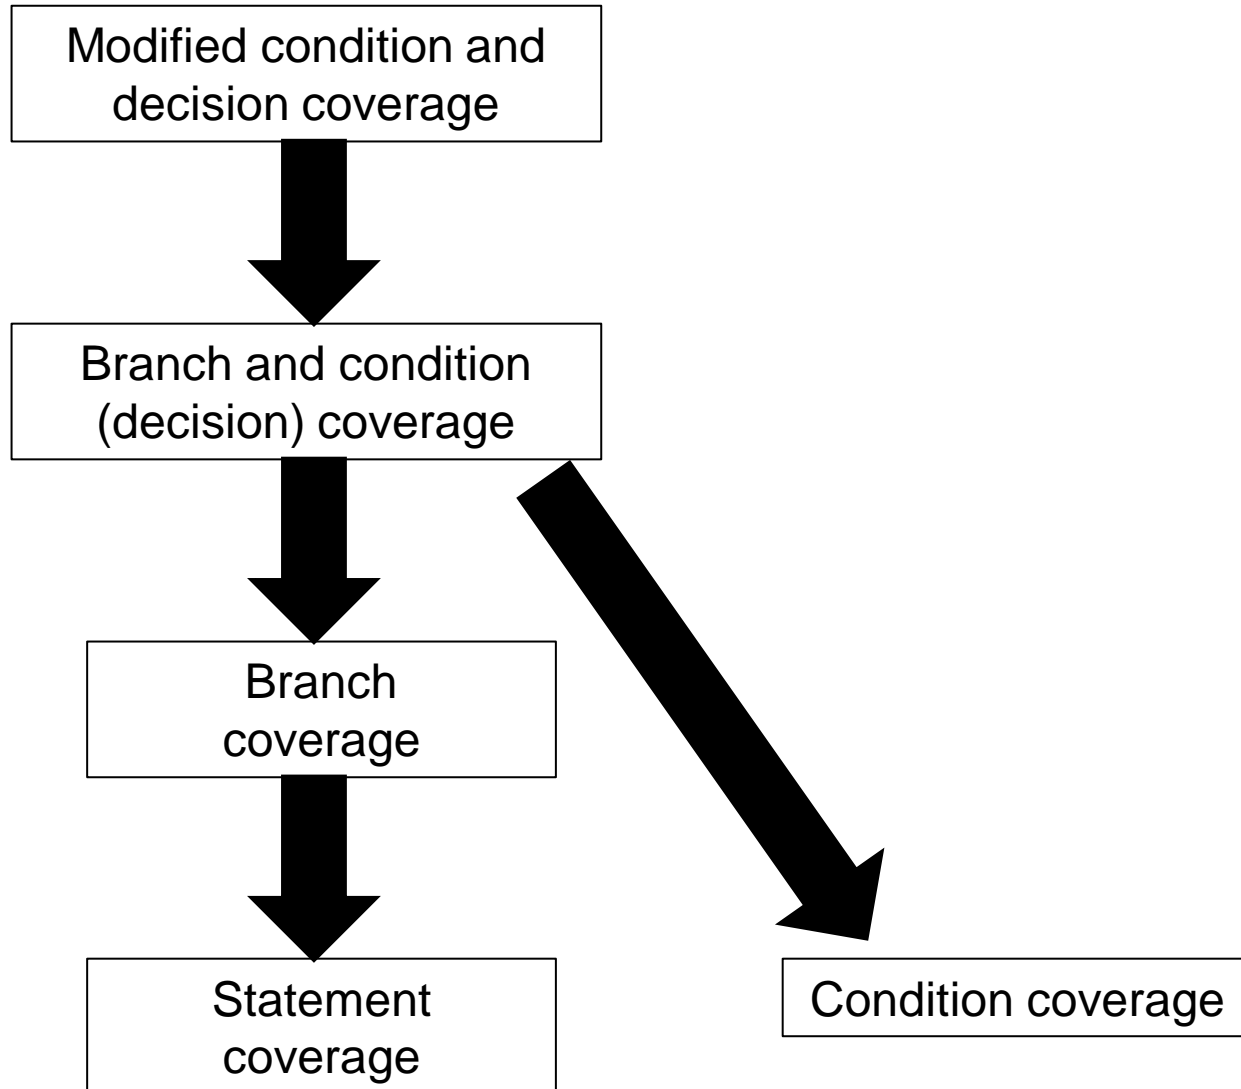 Modified condition and
decision coverage
Branch and condition
(decision) coverage
Branch
coverage
Statement
coverage
Condition coverage